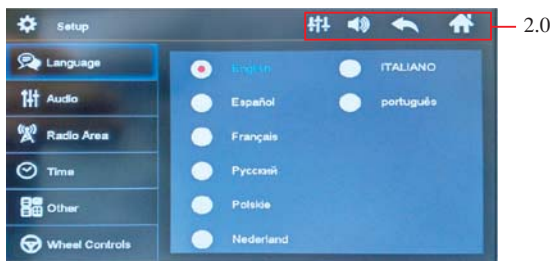 Setup
2.0
Language
Audio
Radio Area
Time
Other
Wheel Controls
English
ITALIANO
Español
português
Français
Русский
Polskie
Nederland